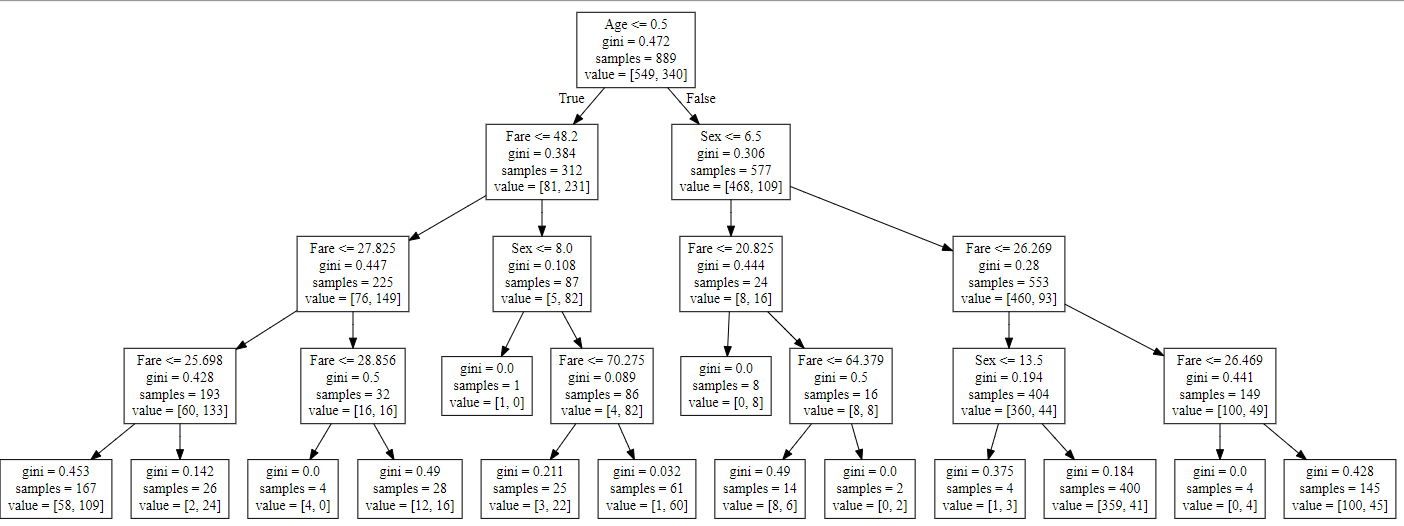 Age <= 0.5
gini = 0.472
samples = 889
value = [549, 340]
True
False
Fare <= 48.2
gini = 0.384
samples = 312
value = [81, 231]
Sex <= 6.5
gini = 0.306
samples = 577
value = [468, 109]
Fare <= 27.825
gini = 0.447
samples = 225
value = [76, 149]
Sex <= 8.0
gini = 0.108
samples = 87
value = [5, 82]
Fare <= 20.825
gini = 0.444
samples = 24
value = [8, 16]
Fare <= 26.269
gini = 0.28
samples = 553
value = [460, 93]
Fare <= 25.698
gini = 0.428
samples = 193
value = [60, 133]
Fare <= 28.856
gini = 0.5
samples = 32
value = [16, 16]
gini = 0.0
samples = 1
value = [1, 0]
Fare <= 70.275
gini = 0.089
samples = 86
value = [4, 82]
gini = 0.0
samples = 8
value = [0, 8]
Fare <= 64.379
gini = 0.5
samples = 16
value = [8, 8]
Sex <= 13.5
gini = 0.194
samples = 404
value = [360, 44]
Fare <= 26.469
gini = 0.441
samples = 149
value = [100, 49]
gini = 0.453
samples = 167
value = [58, 109]
gini = 0.142
samples = 26
value = [2, 24]
gini = 0.0
samples = 4
value = [4, 0]
gini = 0.49
samples = 28
value = [12, 16]
gini = 0.211
samples = 25
value = [3, 22]
gini = 0.032
samples = 61
value = [1, 60]
gini = 0.49
samples = 14
value = [8, 6]
gini = 0.0
samples = 2
value = [0, 2]
gini = 0.375
samples = 4
value = [1, 3]
gini = 0.184
samples = 400
value = [359, 41]
gini = 0.0
samples = 4
value = [0, 4]
gini = 0.428
samples = 145
value = [100, 45]